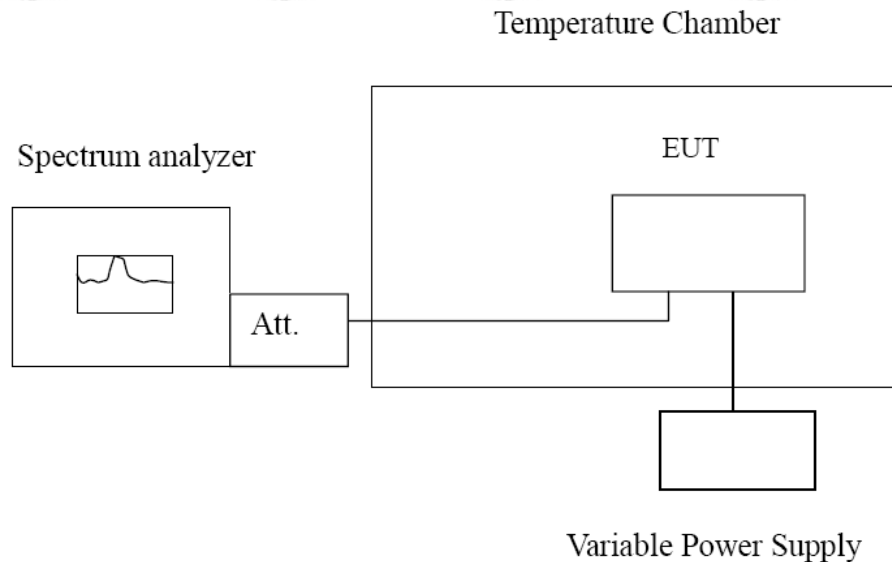 Temperature Chamber
Spectrum analyzer
EUT
Att.
Variable Power Supply